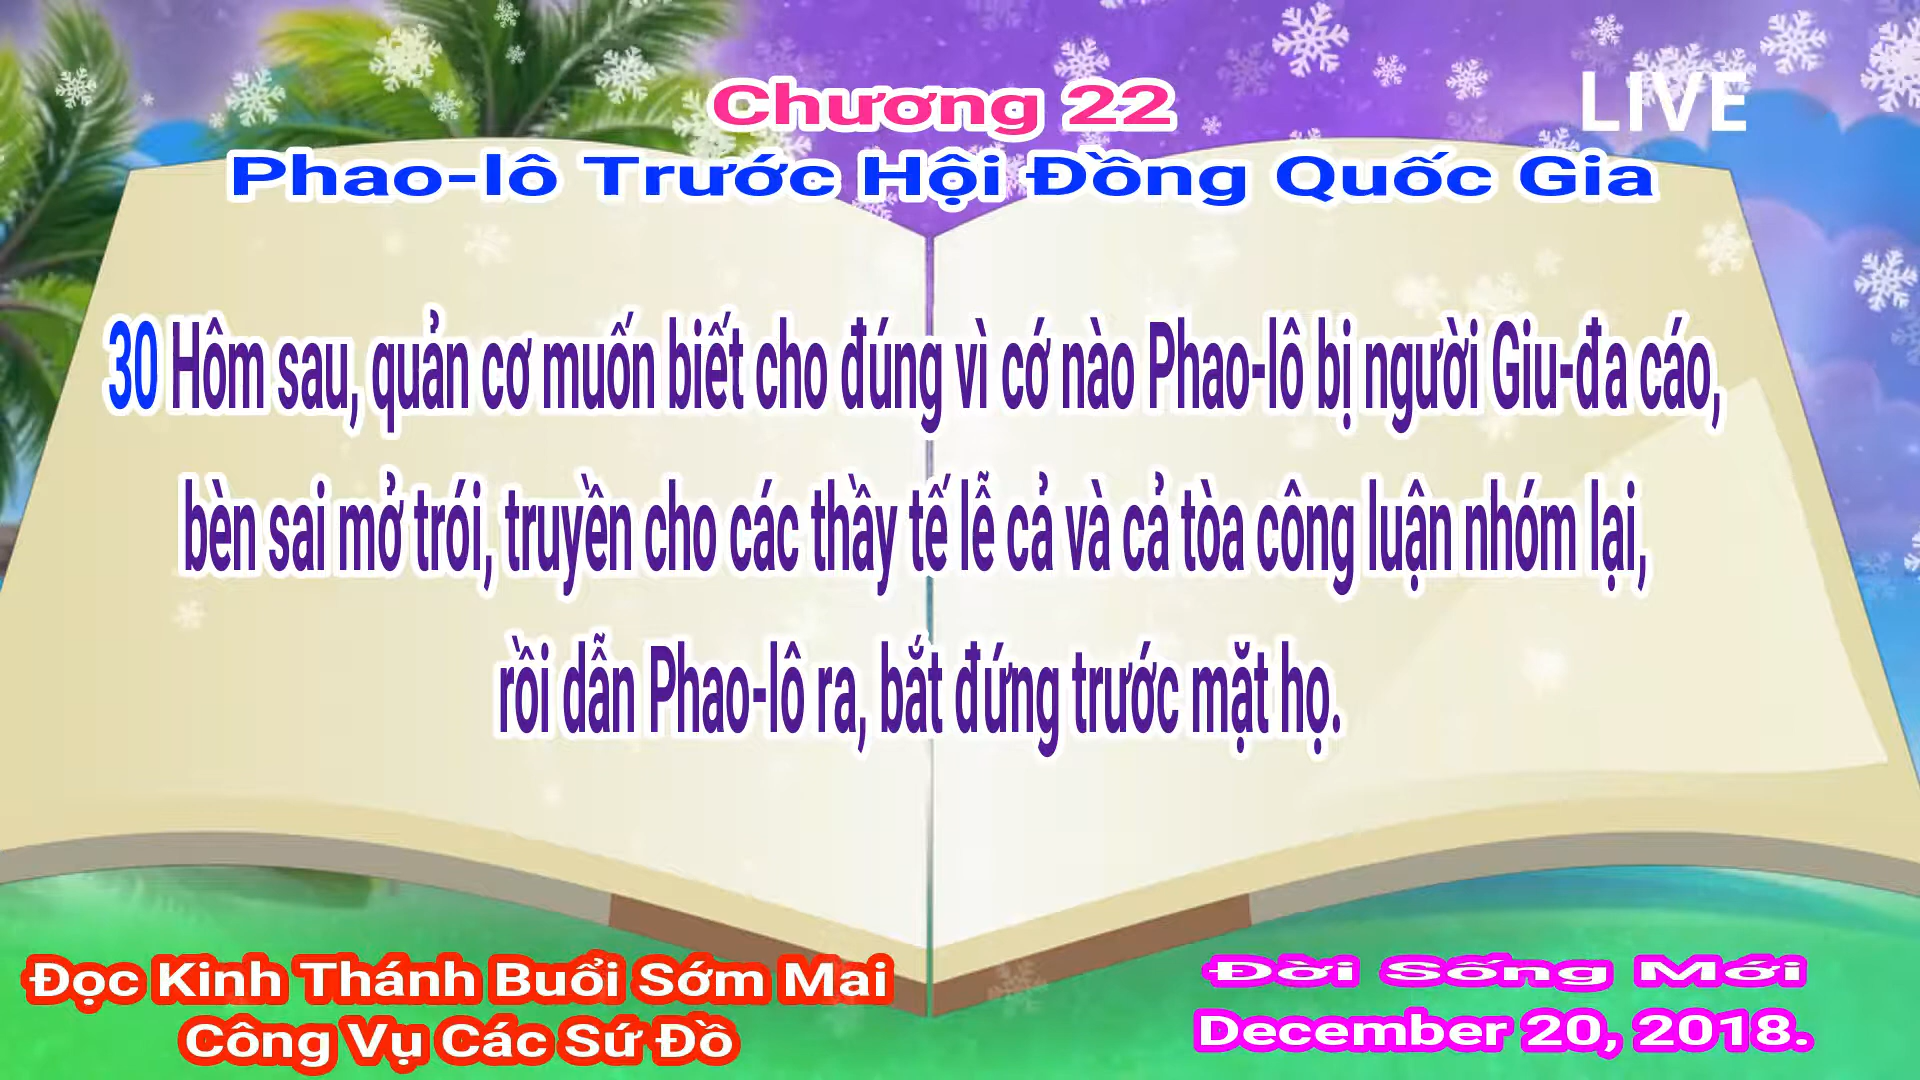 Chương 22
LIVE
Phao-lô Trước Hội Đồng Quốc Gia
30 Hôm sau, quản cơ muốn biết cho đúng vì cớ nào Phao-lô bị người Giu-đa cáo,
bèn sai mở trói, truyền cho các thầy tế lễ cả và cả tòa công luận nhóm lại,
rồi dẫn Phao-lô ra, bắt đứng trước mặt họ.
Đọc Kinh Thánh Buổi Sớm Mai
Công Vụ Các Sứ Đồ
Đời Sống Mới
December 20, 2018.